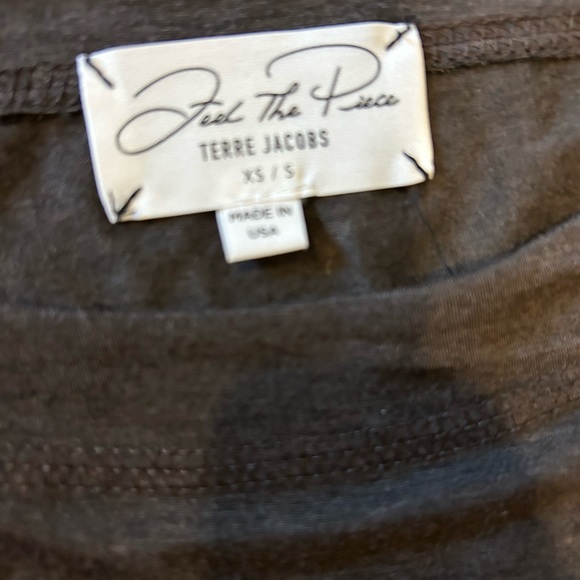 Feel The Piece
TERRE JACOBS
XS / S
MADE IN
USA